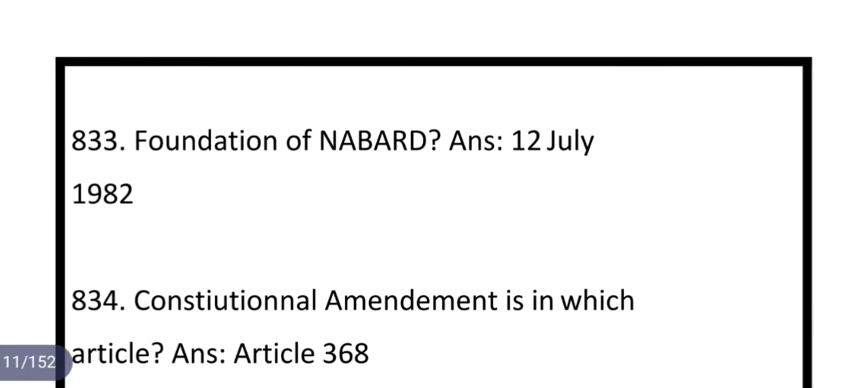 833. Foundation of NABARD? Ans: 12 July
1982
834. Constiutionnal Amendement is in which
article? Ans: Article 368
11/152